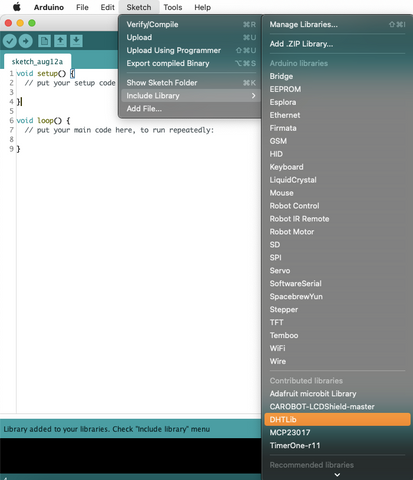 Arduino File Edit Sketch Tools Help
Verify/Compile ⌘R
Upload ⌘U
Upload Using Programmer ⇧⌘U
Export compiled Binary ⌥⌘S
Show Sketch Folder ⌘K
Include Library
Add File...
Manage Libraries... ⇧⌘I
Add .ZIP Library...
Arduino libraries
Bridge
EEPROM
Esplora
Ethernet
Firmata
GSM
HID
Keyboard
LiquidCrystal
Mouse
Robot Control
Robot IR Remote
Robot Motor
SD
SPI
Servo
SoftwareSerial
SpacebrewYun
Stepper
TFT
Temboo
WiFi
Wire
Contributed libraries
Adafruit microbit Library
CAROBOT-LCDShield-master
DHTLib
MCP23017
TimerOne-r11
Recommended libraries
sketch_aug12a
1 void setup() {
2 // put your setup code
3
4 }
5
6 void loop() {
7 // put your main code here, to run repeatedly:
8
9 }
Library added to your libraries. Check "Include library" menu